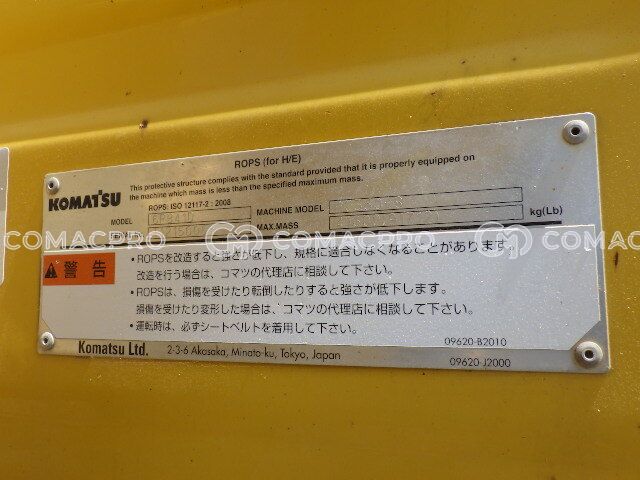 ROPS (for H/E)
This protective structure complies with the standard provided that it is properly equipped on
the machine which mass is less than the specified maximum mass.
KOMATSU
ROPS: ISO 12117-2 : 2008
MODEL
MACHINE MODEL
MAX.MASS kg(Lb)
COMACPRO COMACPRO COMACPRO
警告
・ROPSを改造すると強さが低下し、規格に適合しなくなることがあります。
改造を行う場合は、コマツの代理店に相談して下さい。
・ROPSは、損傷を受けたり転倒したりすると強さが低下します。
損傷を受けたり変形した場合は、コマツの代理店に相談して下さい。
・運転時は、必ずシートベルトを着用して下さい。
09620-B2010
Komatsu Ltd. 2-3-6 Akasaka, Minato-ku, Tokyo, Japan
09620-J2000